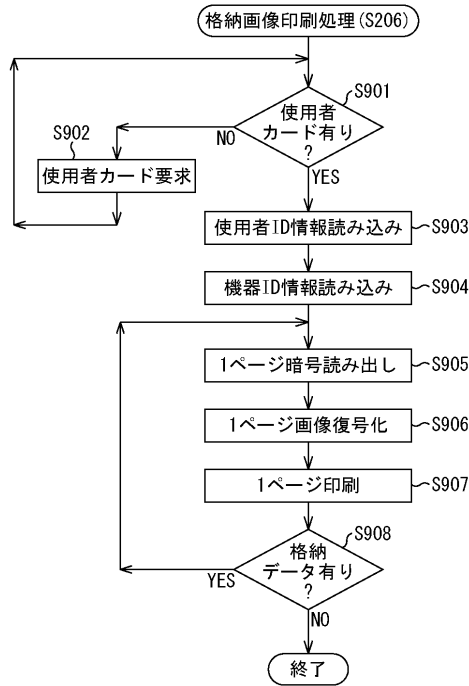 格納画像印刷処理(S206)
S901
使用者
カード有り
?
NO
YES
S902
使用者カード要求
使用者ID情報読み込み
S903
機器ID情報読み込み
S904
1ページ暗号読み出し
S905
1ページ画像復号化
S906
1ページ印刷
S907
S908
格納
データ有り
?
YES
NO
終了